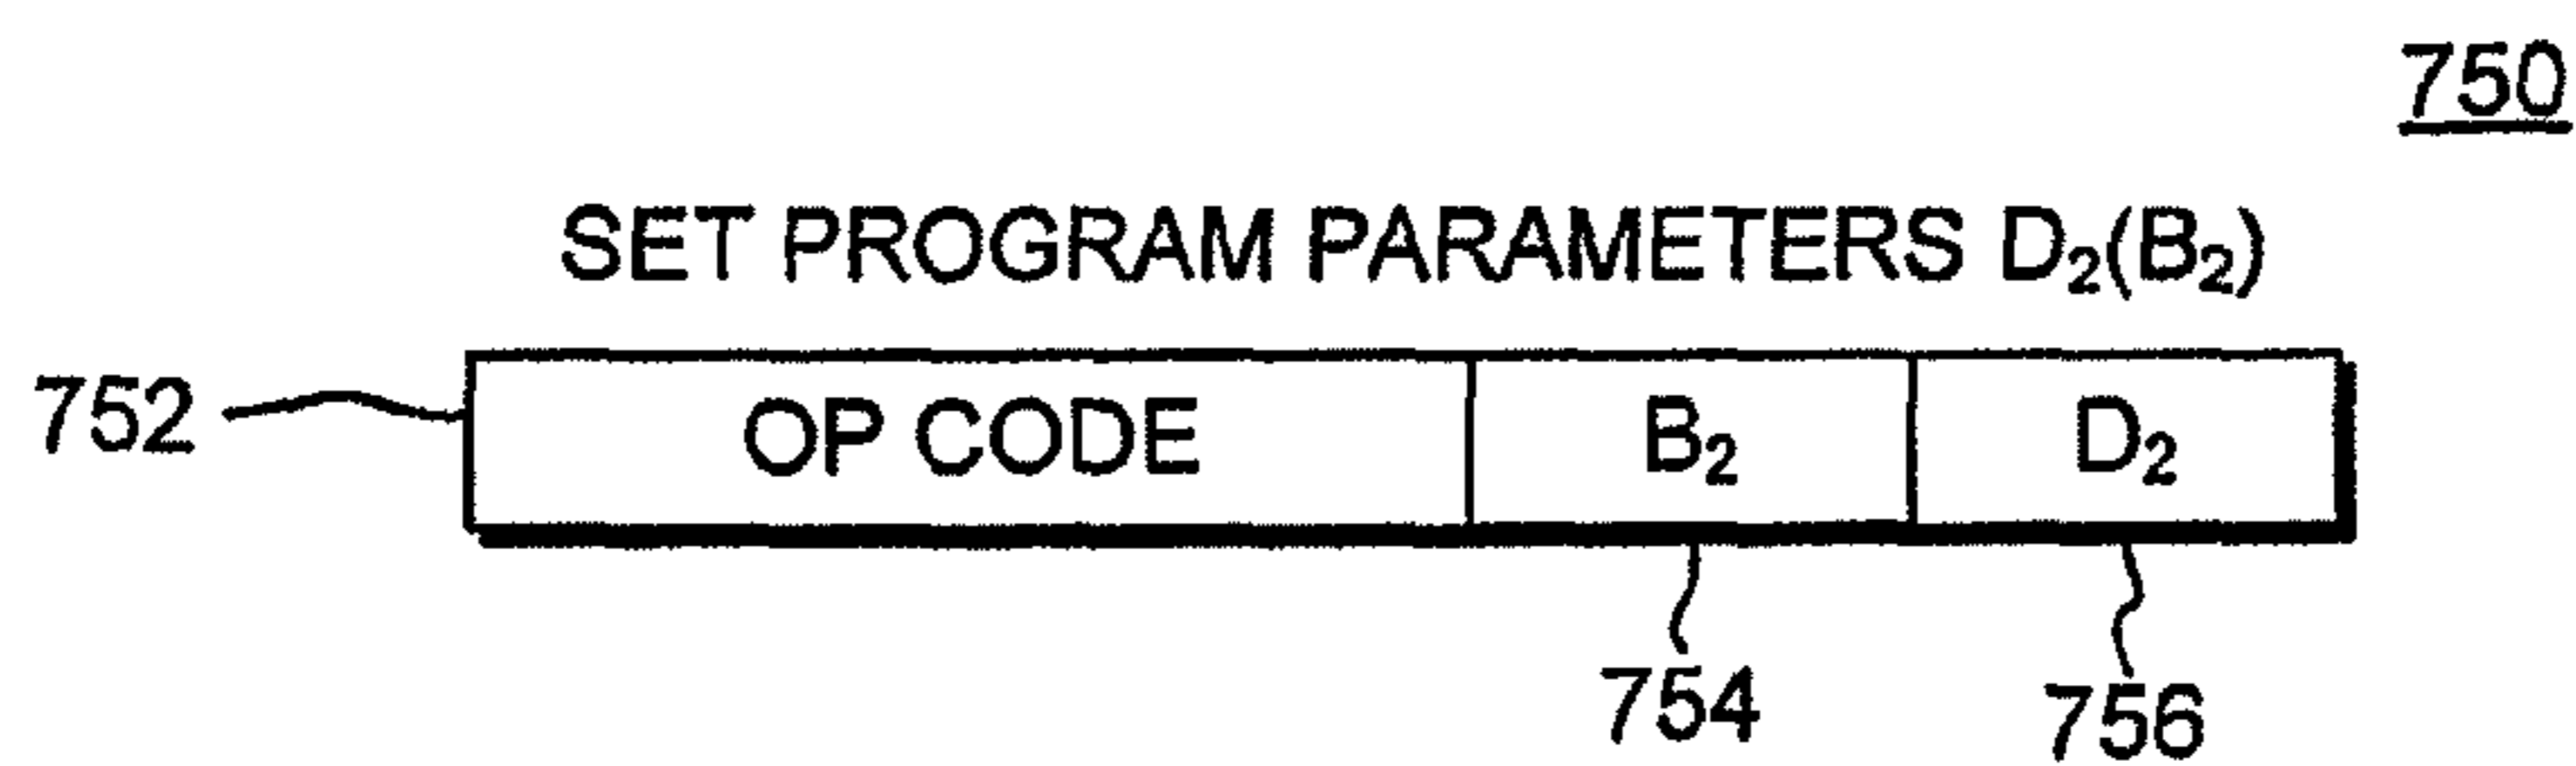 750
SET PROGRAM PARAMETERS D₂(B₂)
752 OP CODE B₂ D₂
754 756